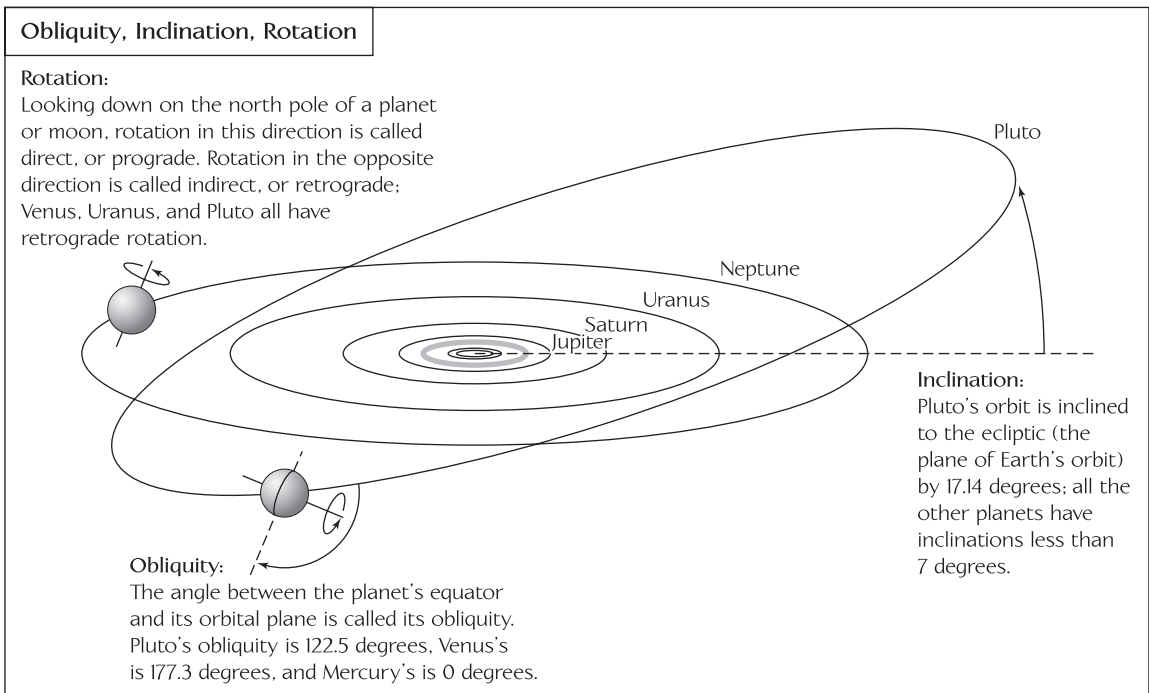 Obliquity, Inclination, Rotation
Rotation:
Looking down on the north pole of a planet
or moon, rotation in this direction is called
direct, or prograde. Rotation in the opposite
direction is called indirect, or retrograde;
Venus, Uranus, and Pluto all have
retrograde rotation.
Pluto
Neptune
Uranus
Saturn
Jupiter
Inclination:
Pluto’s orbit is inclined
to the ecliptic (the
plane of Earth’s orbit)
by 17.14 degrees; all the
other planets have
inclinations less than
7 degrees.
Obliquity:
The angle between the planet’s equator
and its orbital plane is called its obliquity.
Pluto’s obliquity is 122.5 degrees, Venus’s
is 177.3 degrees, and Mercury’s is 0 degrees.